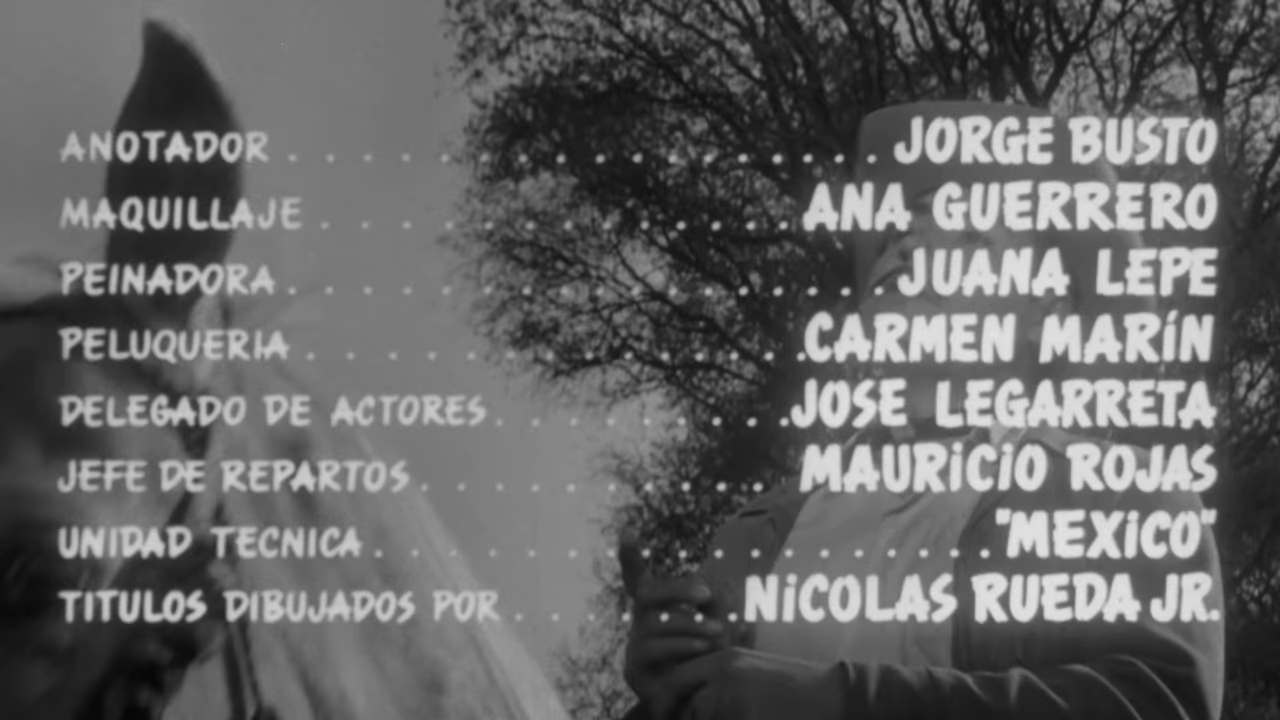 ANOTADOR . . . . . . . . . . . . . . . . JORGE BUSTO
MAQUILLAJE . . . . . . . . . . . . ANA GUERRERO
PEINADORA . . . . . . . . . . . . . . . . JUANA LEPE
PELUQUERIA . . . . . . . . . . . . . CARMEN MARÍN
DELEGADO DE ACTORES . . . . . . . . JOSE LEGARRETA
JEFE DE REPARTOS . . . . . . . . . . MAURICIO ROJAS
UNIDAD TECNICA . . . . . . . . . . . . . . . . . "MEXICO"
TITULOS DIBUJADOS POR . . . . . . . NICOLAS RUEDA JR.